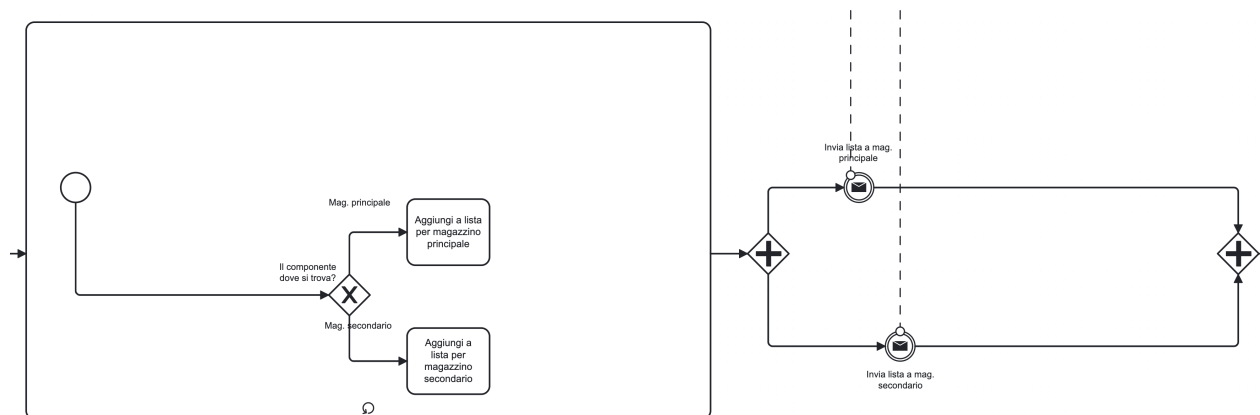 Mag. principale
Aggiungi a lista
per magazzino
principale
Il componente
dove si trova?
Mag. secondario
Aggiungi a
lista per
magazzino
secondario
Invia lista a mag.
principale
Invia lista a mag.
secondario